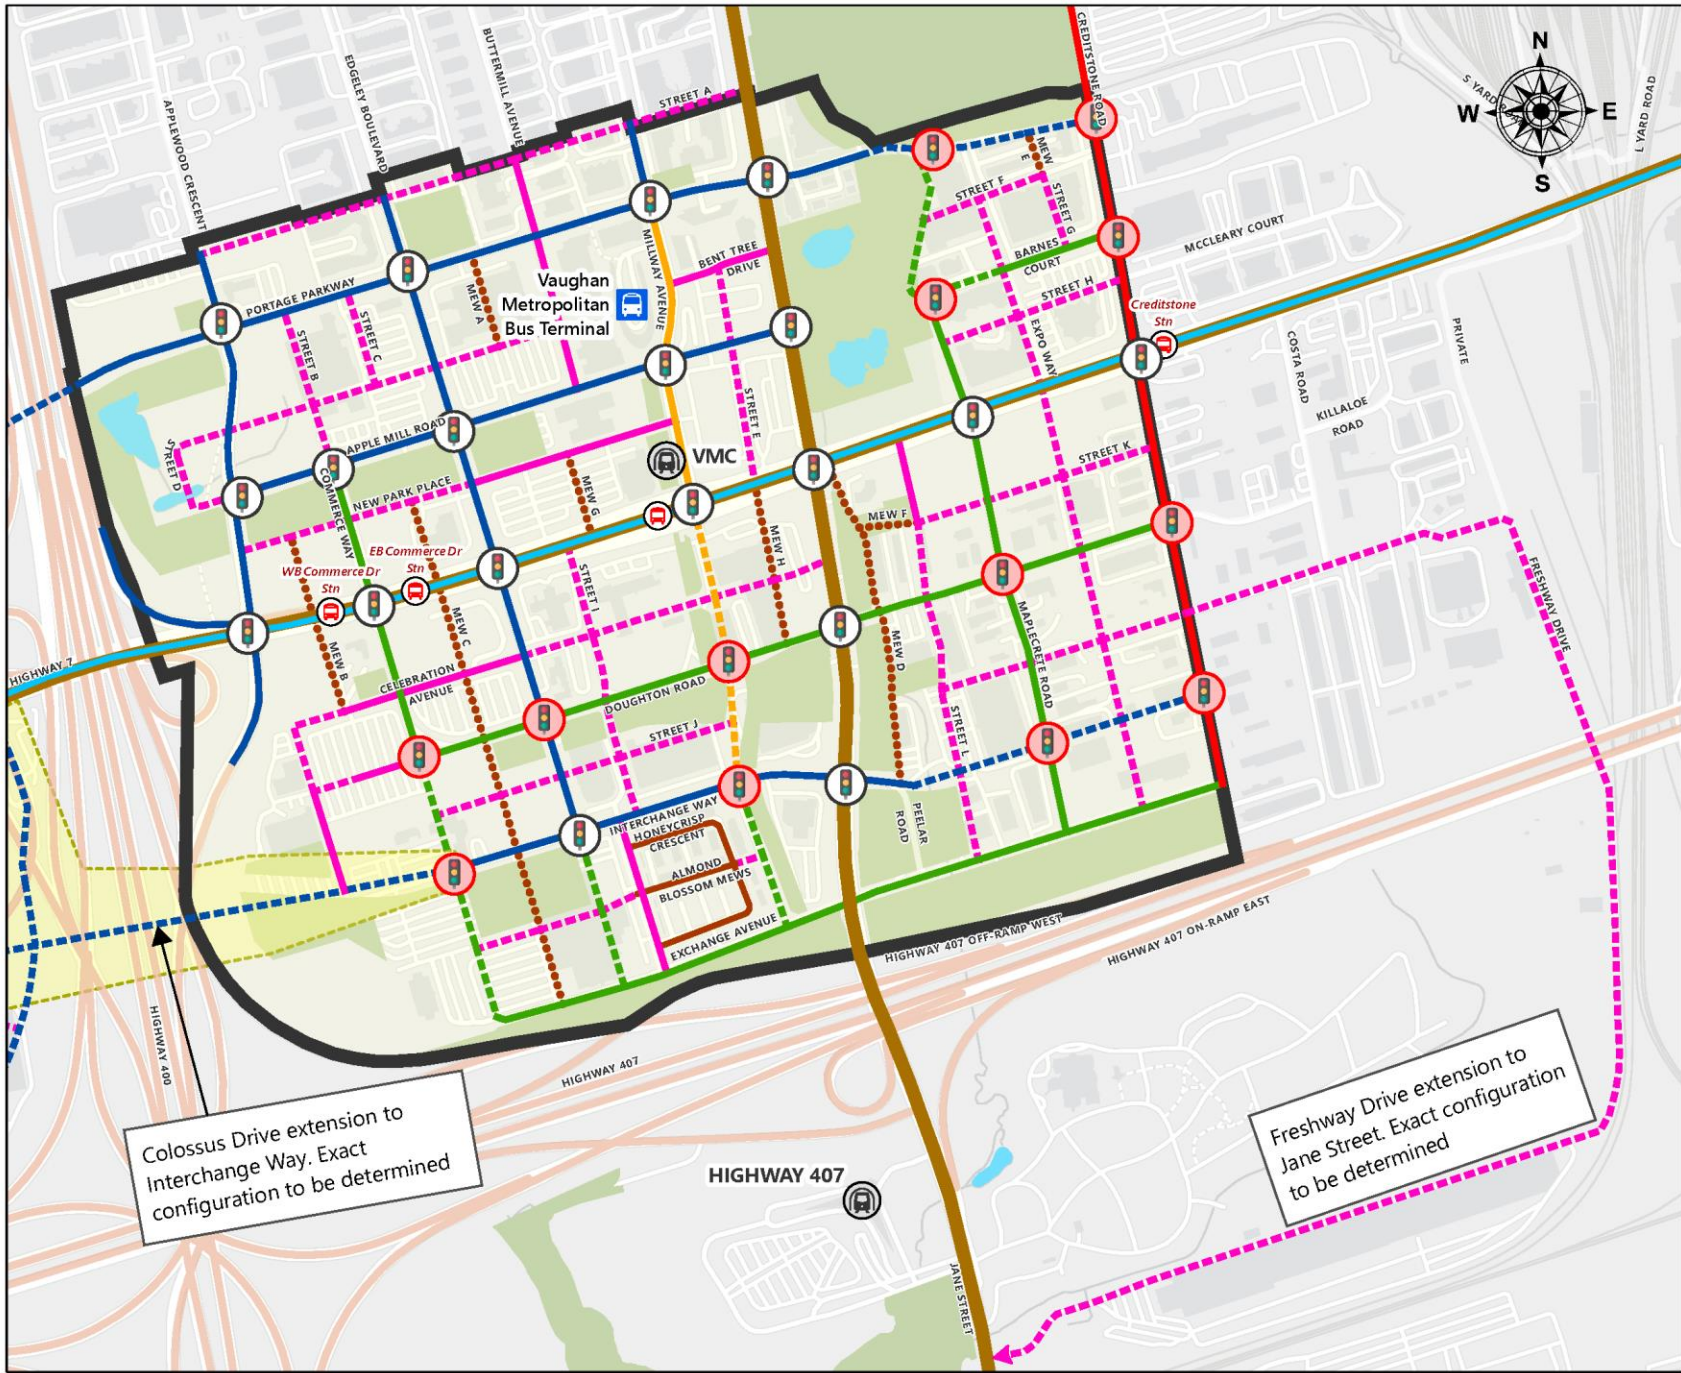 N
W
E
S
S YARD ROAD
L YARD ROAD
CREDITSTONE ROAD
APPLEWOOD CRESCENT
EDGELEY BOULEVARD
BUTTERMILL AVENUE
STREET A
MEW
E
STREET F
STREET G
BARNES
COURT
STREET H
MCCLEARY COURT
Creditstone
Stn
COSTA ROAD
KILLALOE
ROAD
PRIVATE
MILLWAY AVENUE
BENT TREE
DRIVE
Vaughan
Metropolitan
Bus Terminal
PORTAGE PARKWAY
MEW A
STREET B
STREET C
STREET D
STREET E
EXPO WAY
APPLE MILL ROAD
COMMERCE WAY
NEW PARK PLACE
VMC
MEW G
MEW H
MEW F
STREET K
EB Commerce Dr
Stn
WB Commerce Dr
Stn
MEW B
MEW C
STREET I
MEW D
MAPLECRETE ROAD
FRESHWAY DRIVE
HIGHWAY 7
CELEBRATION
AVENUE
DOUGHTON ROAD
STREET J
STREET L
INTERCHANGE WAY
HONEYCRISP
CRESCENT
ALMOND
BLOSSOM MEWS
PEELAR
ROAD
EXCHANGE AVENUE
HIGHWAY 407 OFF-RAMP WEST
HIGHWAY 407 ON-RAMP EAST
HIGHWAY 400
HIGHWAY 407
Colossus Drive extension to
Interchange Way. Exact
configuration to be determined
Freshway Drive extension to
Jane Street. Exact configuration
to be determined
HIGHWAY 407
JANE STREET